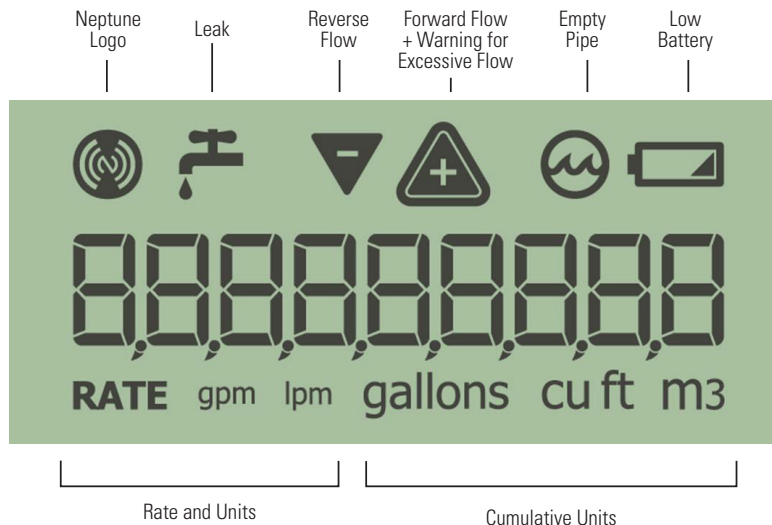 Neptune
Logo
Leak
Reverse
Flow
Forward Flow
+ Warning for
Excessive Flow
Empty
Pipe
Low
Battery
8,8,8,8,8,8,8,8,8
RATE gpm lpm gallons cu ft m3
Rate and Units
Cumulative Units